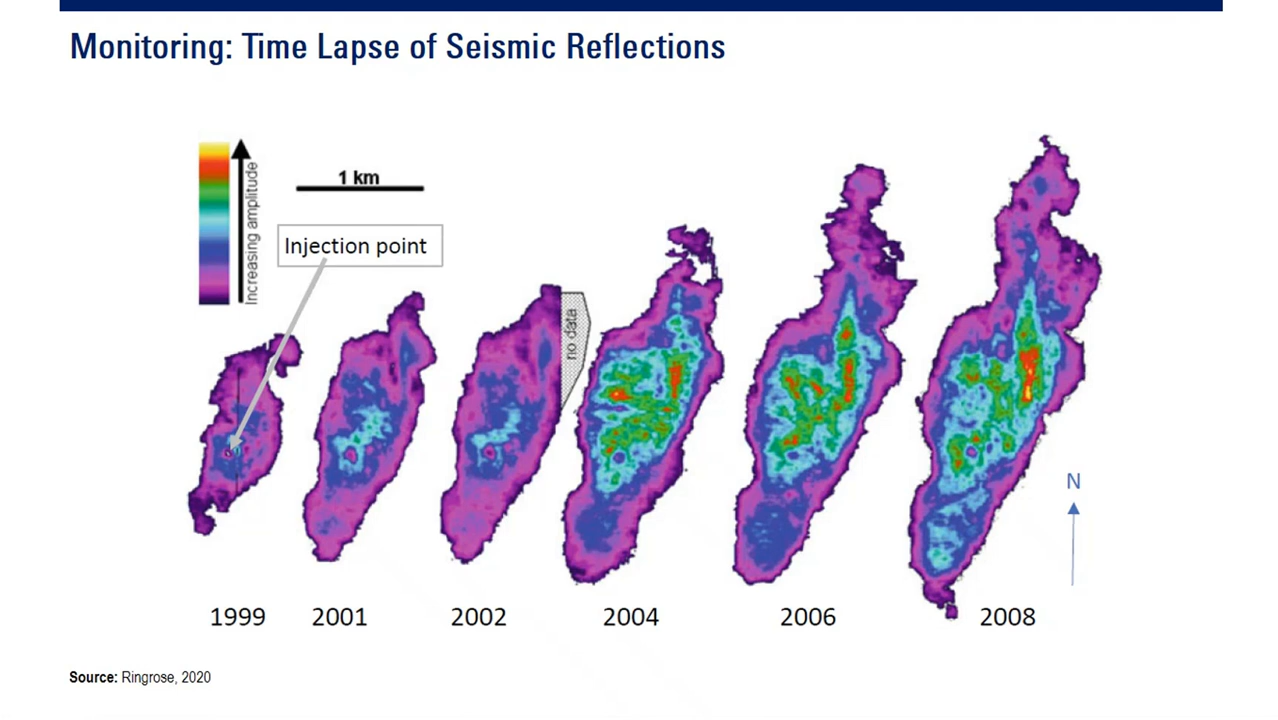 Monitoring: Time Lapse of Seismic Reflections
Increasing amplitude
1 km
Injection point
no data
N
1999 2001 2002 2004 2006 2008
Source: Ringrose, 2020